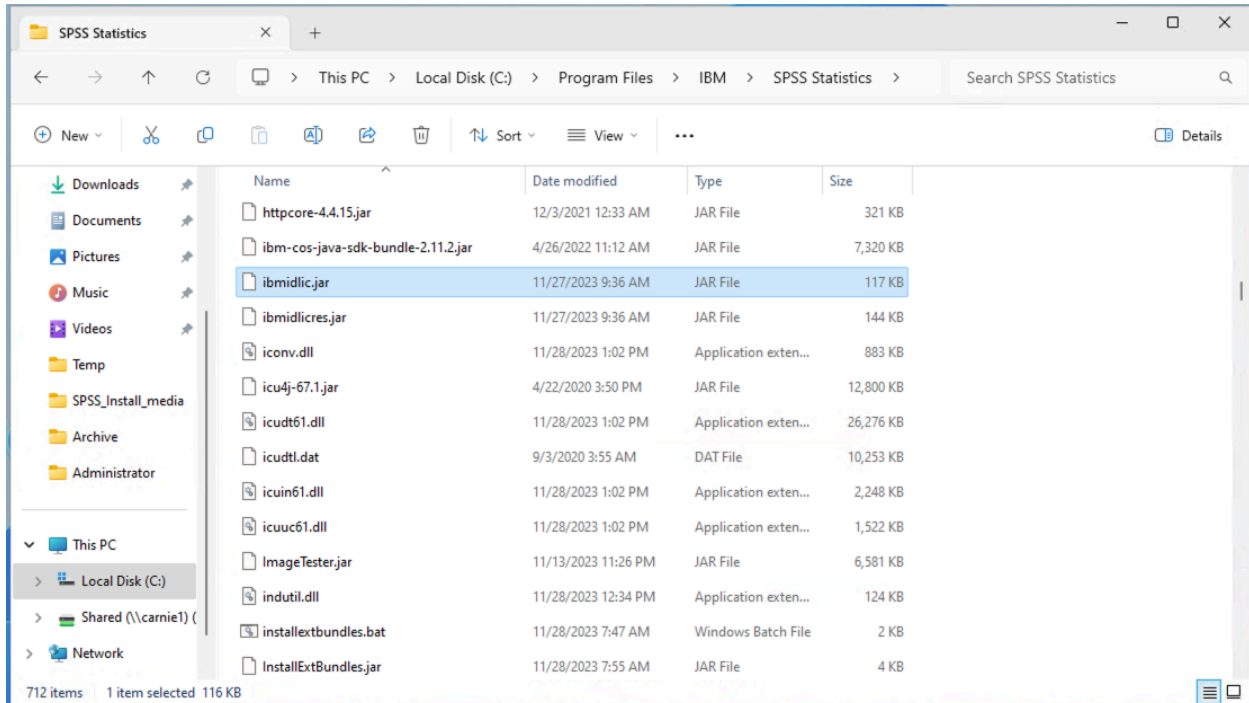 SPSS Statistics
This PC > Local Disk (C:) > Program Files > IBM > SPSS Statistics > Search SPSS Statistics
New Sort View ... Details
Downloads
Documents
Pictures
Music
Videos
Temp
SPSS_Install_media
Archive
Administrator
This PC
Local Disk (C:)
Shared (\\carnie1) (
Network
Name Date modified Type Size
httpcore-4.4.15.jar 12/3/2021 12:33 AM JAR File 321 KB
ibm-cos-java-sdk-bundle-2.11.2.jar 4/26/2022 11:12 AM JAR File 7,320 KB
ibmidlic.jar 11/27/2023 9:36 AM JAR File 117 KB
ibmidlicres.jar 11/27/2023 9:36 AM JAR File 144 KB
iconv.dll 11/28/2023 1:02 PM Application exten... 883 KB
icu4j-67.1.jar 4/22/2020 3:50 PM JAR File 12,800 KB
icudt61.dll 11/28/2023 1:02 PM Application exten... 26,276 KB
icudtl.dat 9/3/2020 3:55 AM DAT File 10,253 KB
icuin61.dll 11/28/2023 1:02 PM Application exten... 2,248 KB
icuuc61.dll 11/28/2023 1:02 PM Application exten... 1,522 KB
ImageTester.jar 11/13/2023 11:26 PM JAR File 6,581 KB
indutil.dll 11/28/2023 12:34 PM Application exten... 124 KB
installextbundles.bat 11/28/2023 7:47 AM Windows Batch File 2 KB
InstallExtBundles.jar 11/28/2023 7:55 AM JAR File 4 KB
712 items 1 item selected 116 KB